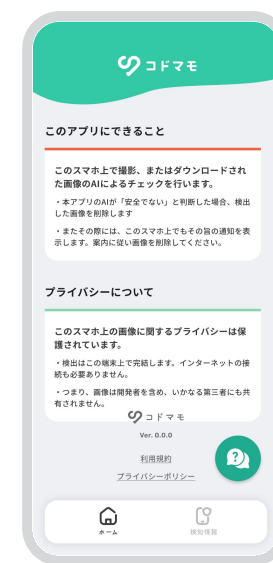 コドマモ
このアプリにできること
このスマホ上で撮影、またはダウンロードされ
た画像のAIによるチェックを行います。
・本アプリのAIが「安全でない」と判断した場合、検出
した画像を削除します
・またその際には、このスマホ上でもその旨の通知を表
示します。案内に従い画像を削除してください。
プライバシーについて
このスマホ上の画像に関するプライバシーは保
護されています。
・検出はこの端末上で完結します。インターネットの接
続も必要ありません。
・つまり、画像は開発者を含め、いかなる第三者にも共
有されません。
コドマモ
Ver. 0.0.0
利用規約
プライバシーポリシー
ホーム
検知情報